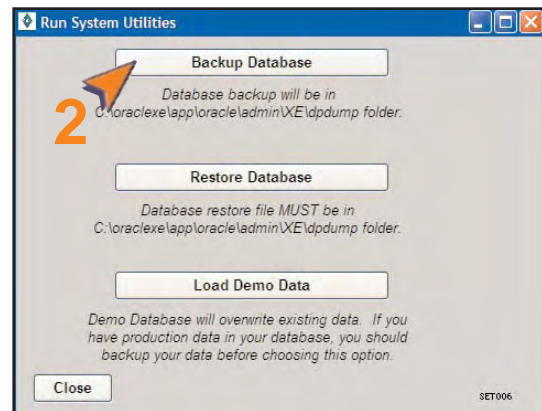 Run System Utilities
Backup Database
2
Database backup will be in
C:\oraclexe\app\oracle\admin\XE\dpdump folder.
Restore Database
Database restore file MUST be in
C:\oraclexe\app\oracle\admin\XE\dpdump folder.
Load Demo Data
Demo Database will overwrite existing data. If you
have production data in your database, you should
backup your data before choosing this option.
Close
SET006